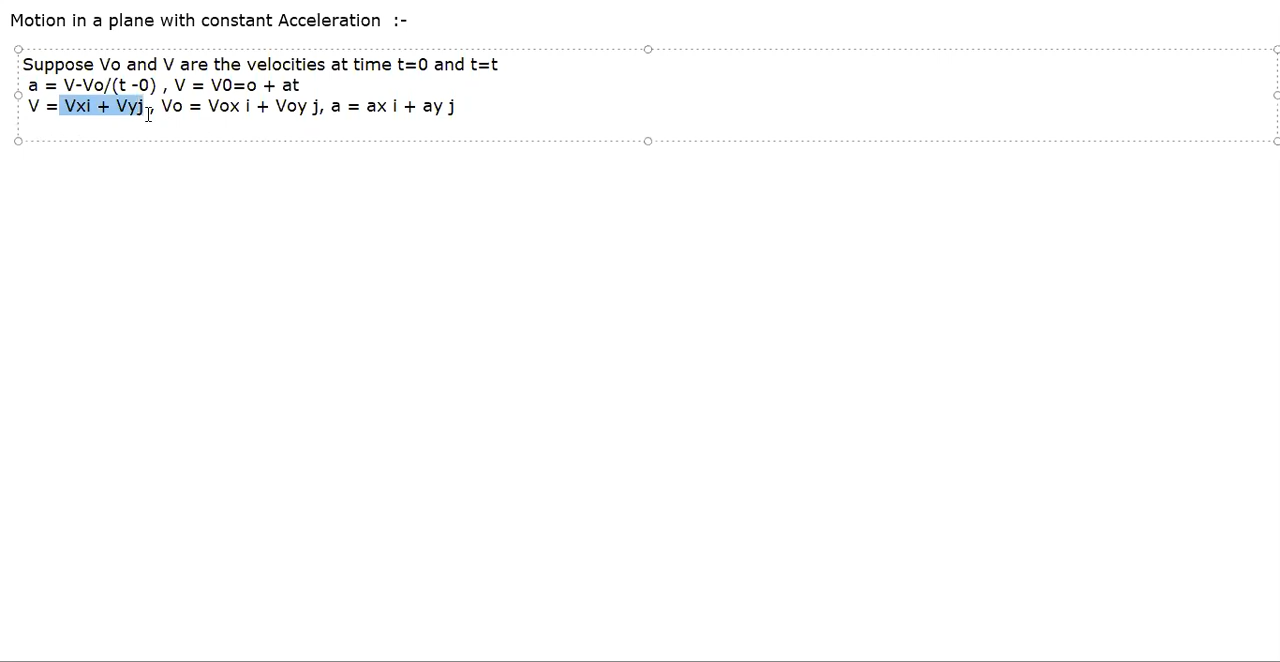 Motion in a plane with constant Acceleration  :-
Suppose Vo and V are the velocities at time t=0 and t=t
a = V-Vo/(t -0) , V = V0=o + at
V = Vxi + Vyj , Vo = Vox i + Voy j, a = ax i + ay j